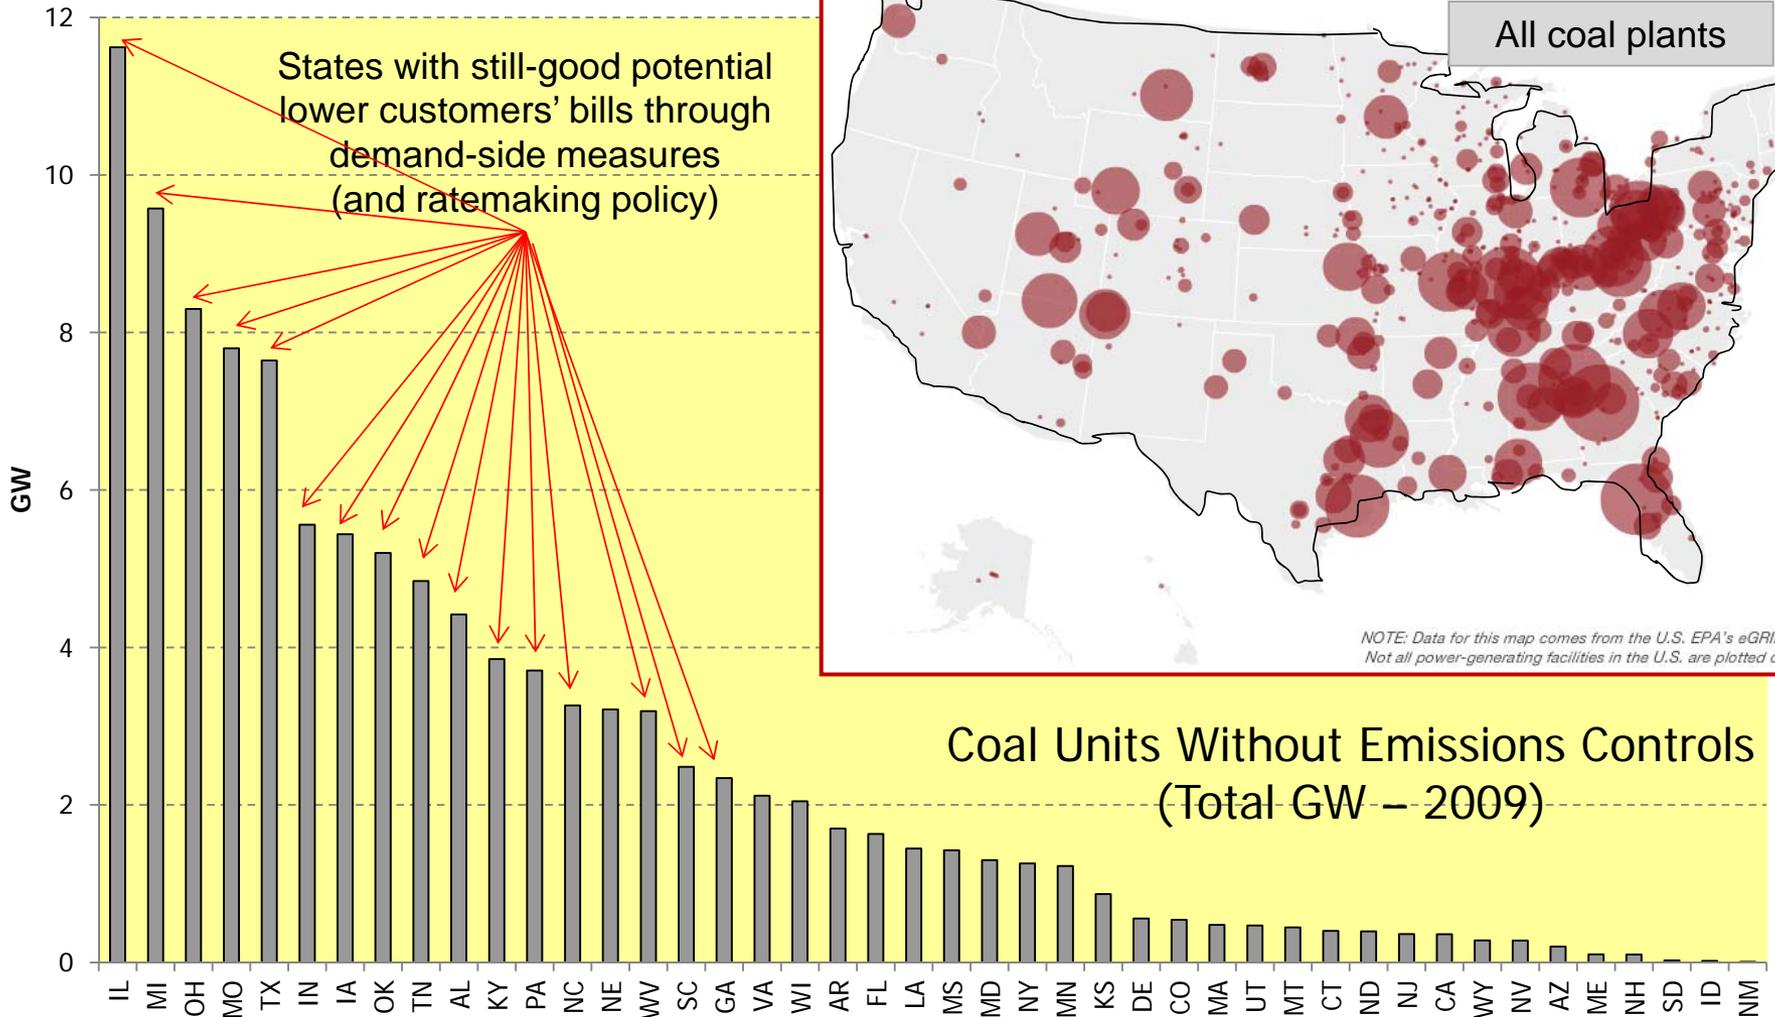 12
10
8
6
4
2
0
GW
States with still-good potential
lower customers’ bills through
demand-side measures
(and ratemaking policy)
All coal plants
NOTE: Data for this map comes from the U.S. EPA's
Not all power-generating facilities in the U.S. are plotted
Coal Units Without Emissions Controls
(Total GW – 2009)
IL
MI
OH
MO
TX
IN
IA
OK
TN
AL
KY
PA
NC
NE
WV
SC
GA
VA
WI
AR
FL
LA
MS
MD
NY
MN
KS
DE
CO
MA
UT
MT
CT
ND
NJ
CA
WY
NV
AZ
ME
NH
SD
ID
NM